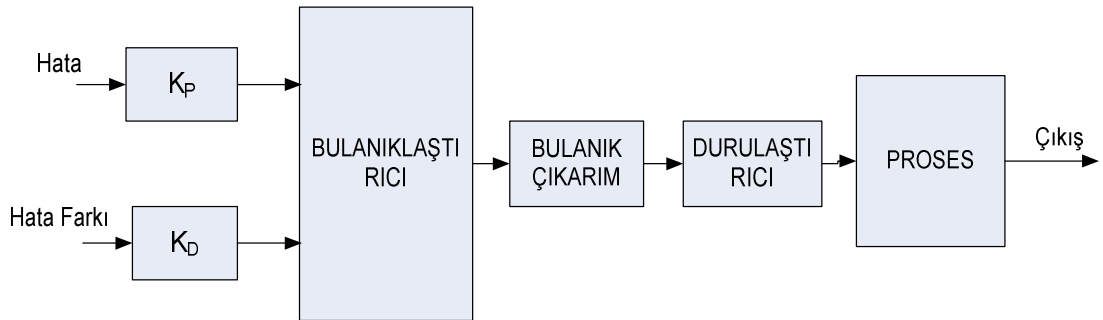 Hata
K_P
BULANIKLAŞTI
RICI
BULANIK
ÇIKARIM
DURULAŞTI
RICI
PROSES
Çıkış
Hata Farkı
K_D